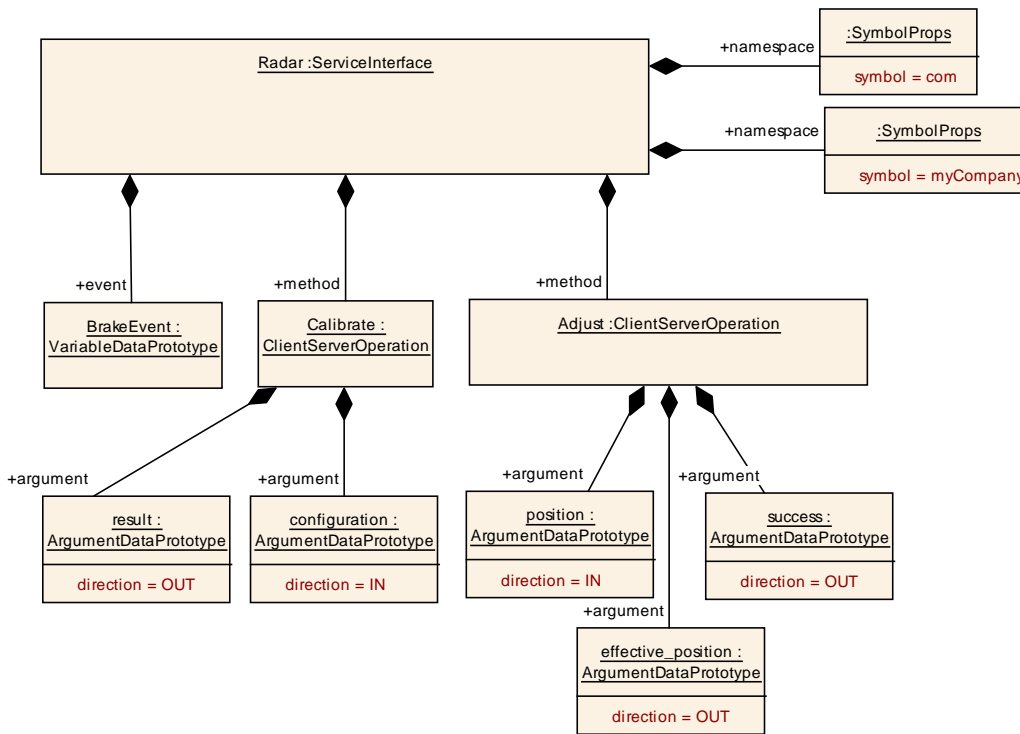 :SymbolProps
+namespace
Radar :ServiceInterface
symbol = com
+namespace
:SymbolProps
symbol = myCompany
+event
+method
+method
BrakeEvent :
VariableDataPrototype
Calibrate :
ClientServerOperation
Adjust :ClientServerOperation
+argument
+argument
+argument
+argument
result :
ArgumentDataPrototype
direction = OUT
configuration :
ArgumentDataPrototype
direction = IN
position :
ArgumentDataPrototype
direction = IN
success :
ArgumentDataPrototype
direction = OUT
+argument
effective_position :
ArgumentDataPrototype
direction = OUT